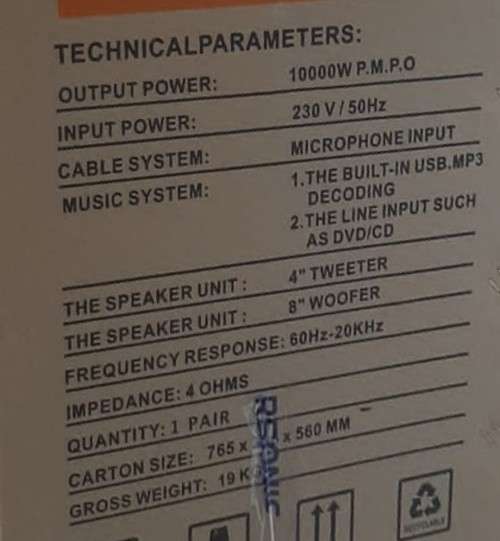 TECHNICALPARAMETERS:
OUTPUT POWER: 10000W P.M.P.O
INPUT POWER: 230 V / 50Hz
CABLE SYSTEM: MICROPHONE INPUT
MUSIC SYSTEM: 1.THE BUILT-IN USB.MP3
DECODING
2.THE LINE INPUT SUCH
AS DVD/CD
THE SPEAKER UNIT : 4" TWEETER
THE SPEAKER UNIT : 8" WOOFER
FREQUENCY RESPONSE: 60Hz-20KHz
IMPEDANCE: 4 OHMS
QUANTITY: 1 PAIR
CARTON SIZE: 765 x x 560 MM
GROSS WEIGHT: 19 K
RSONIC
RECYCLABLE